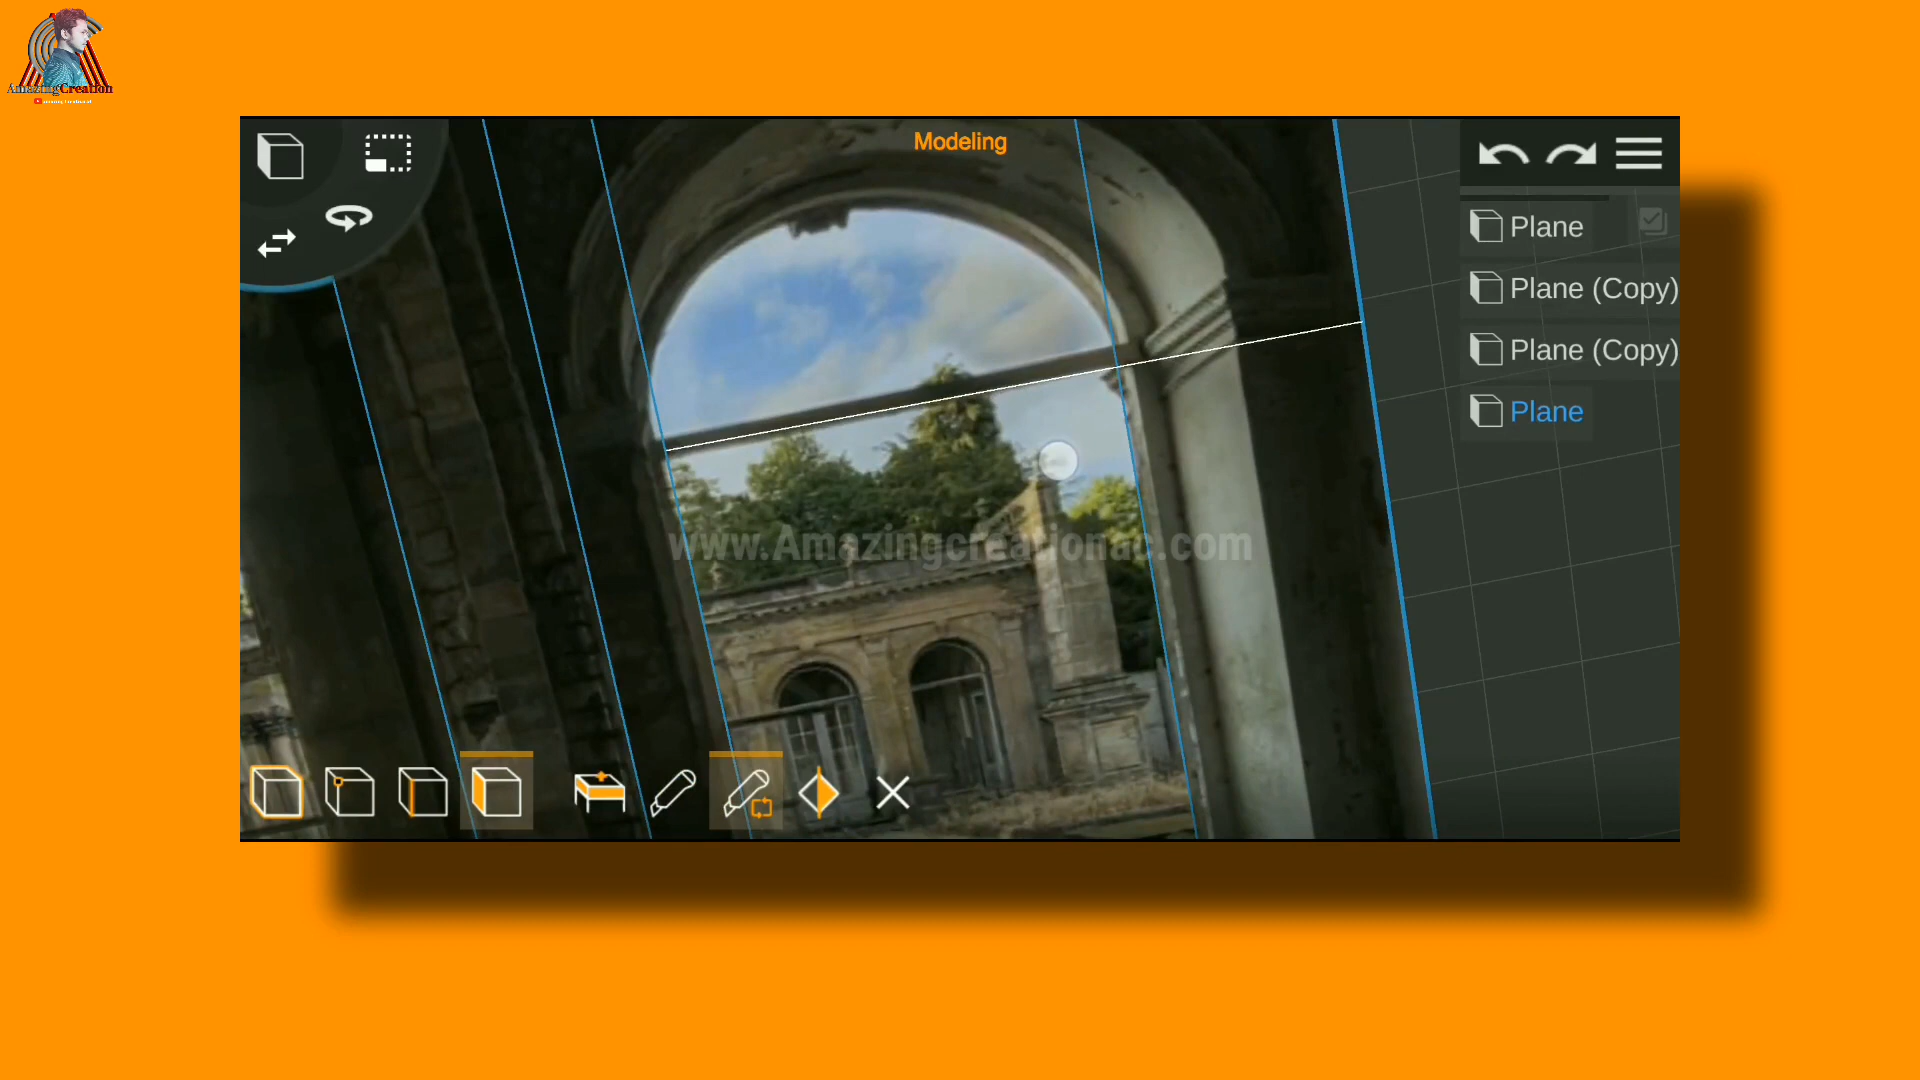 AmazingCreation
Modeling
Plane
Plane (Copy)
Plane (Copy)
Plane
www.Amazingcreationac.com